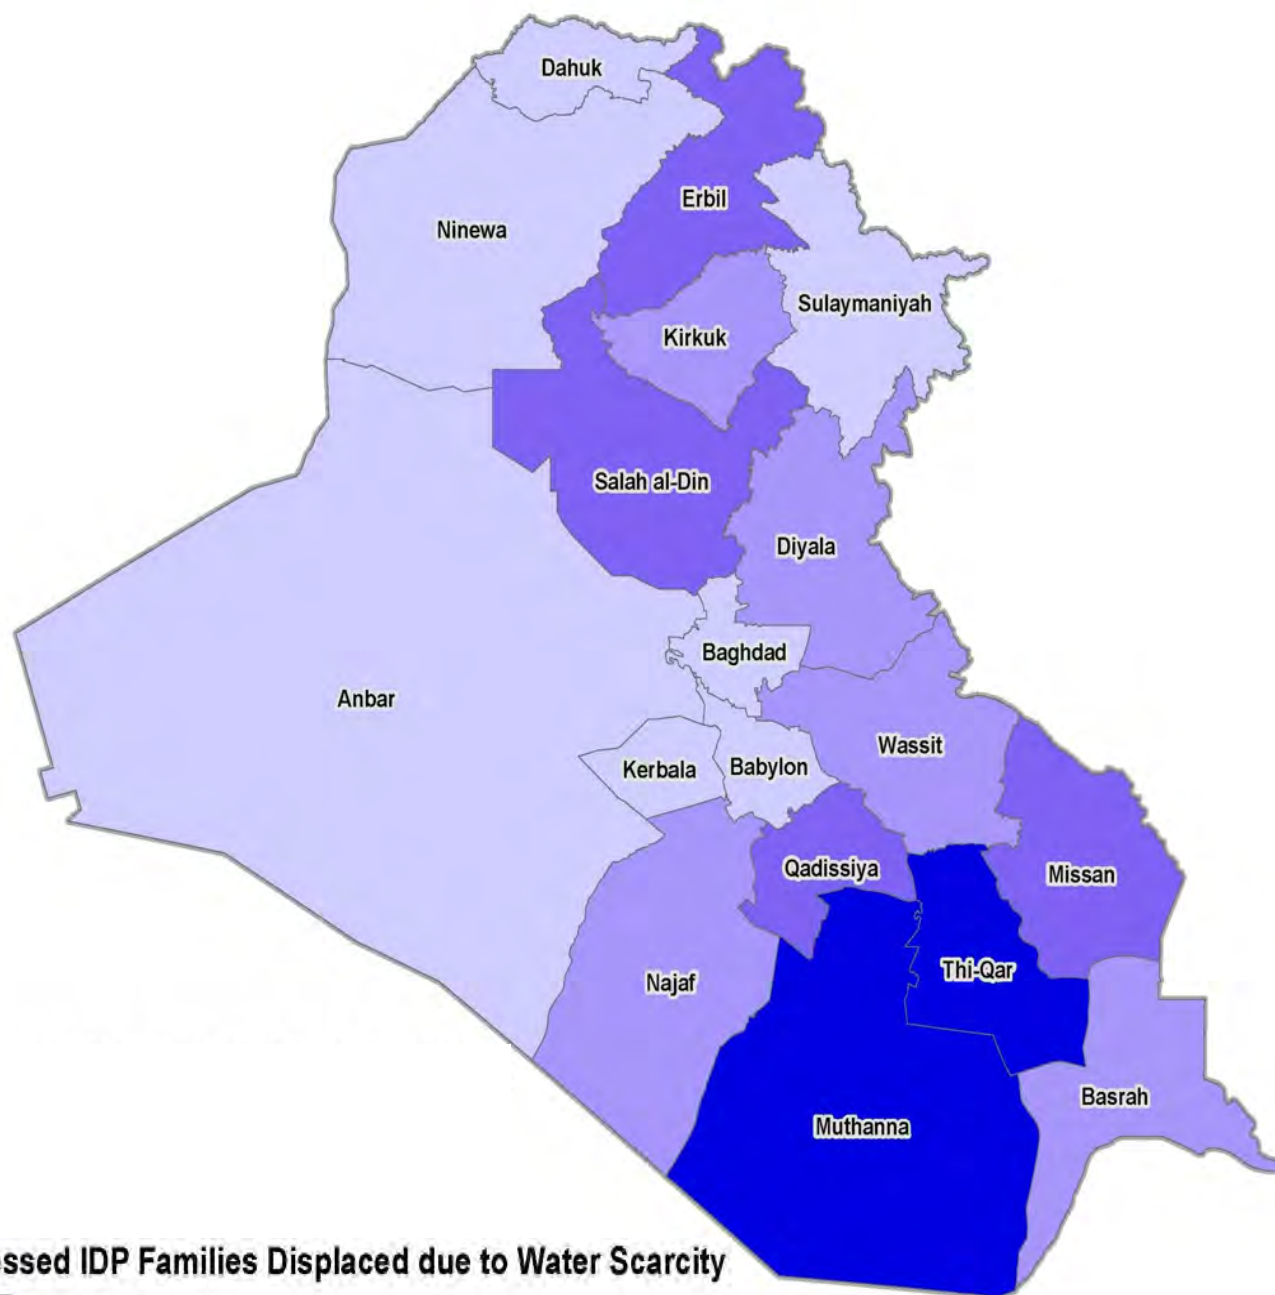 Dahuk
Erbil
Ninewa
Sulaymaniyah
Kirkuk
Salah al-Din
Diyala
Baghdad
Anbar
Wassit
Kerbala
Babylon
Qadissiya
Missan
Thi-Qar
Najaf
Basrah
Muthanna
IDP Families Displaced due to Water Scarcity